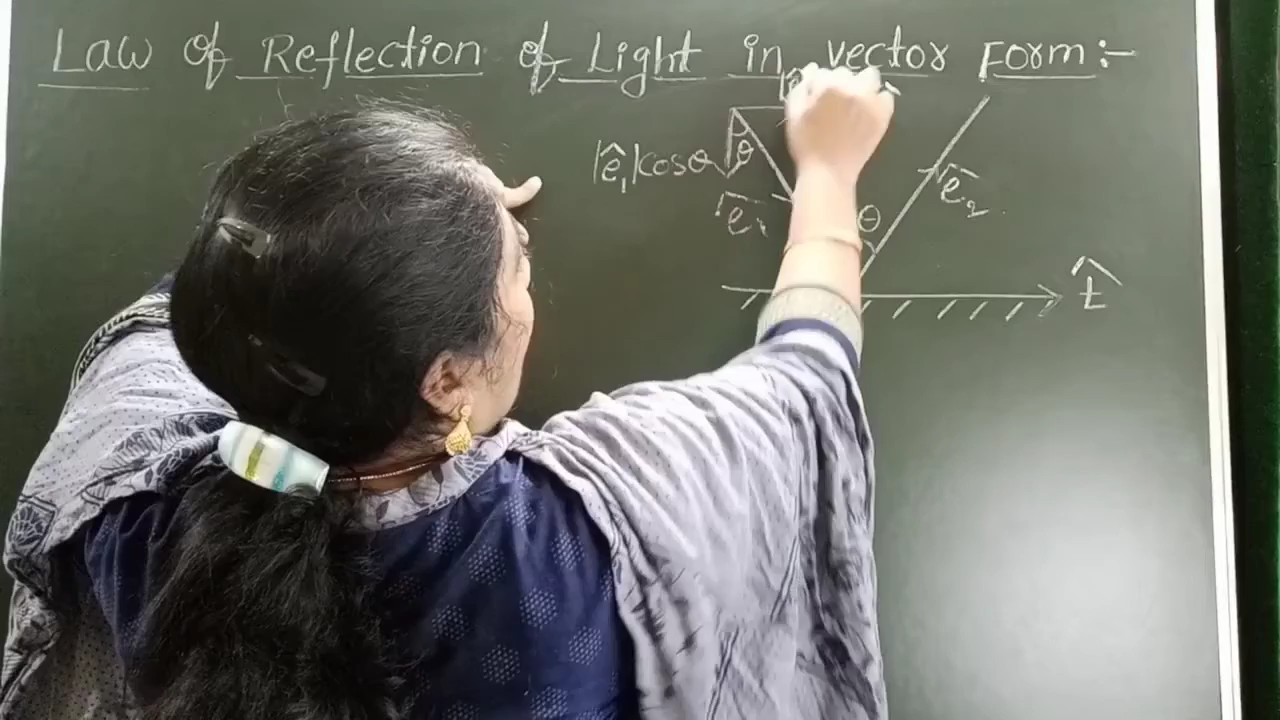 Law of Reflection of Light in vector Form :-
|ê₁|cosθ θ
ê₁ θ ê₂
t̂